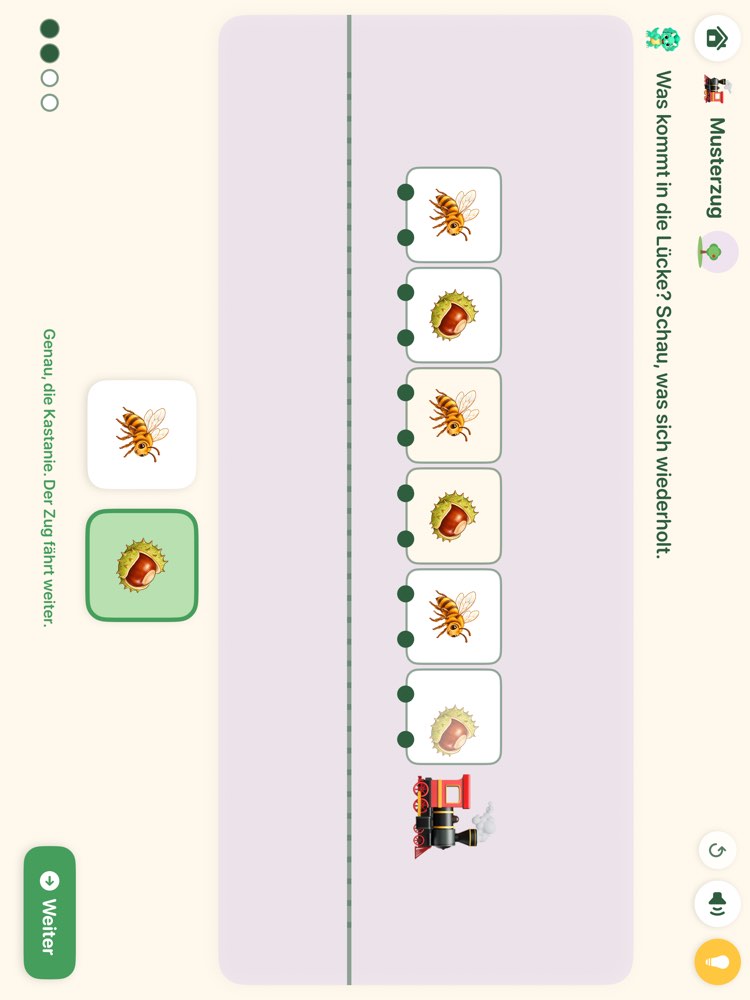 Musterzug
Was kommt in die Lücke? Schau, was sich wiederholt.
Genau, die Kastanie. Der Zug fährt weiter.
Weiter